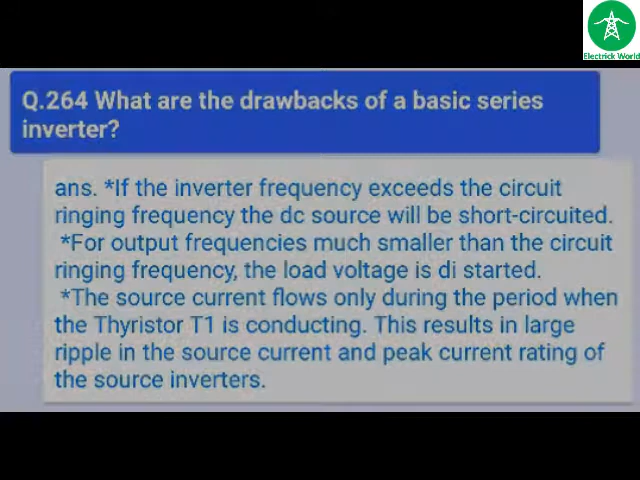 Electrick World
Q.264 What are the drawbacks of a basic series
inverter?
ans. *If the inverter frequency exceeds the circuit
ringing frequency the dc source will be short-circuited.
*For output frequencies much smaller than the circuit
ringing frequency, the load voltage is di started.
*The source current flows only during the period when
the Thyristor T1 is conducting. This results in large
ripple in the source current and peak current rating of
the source inverters.